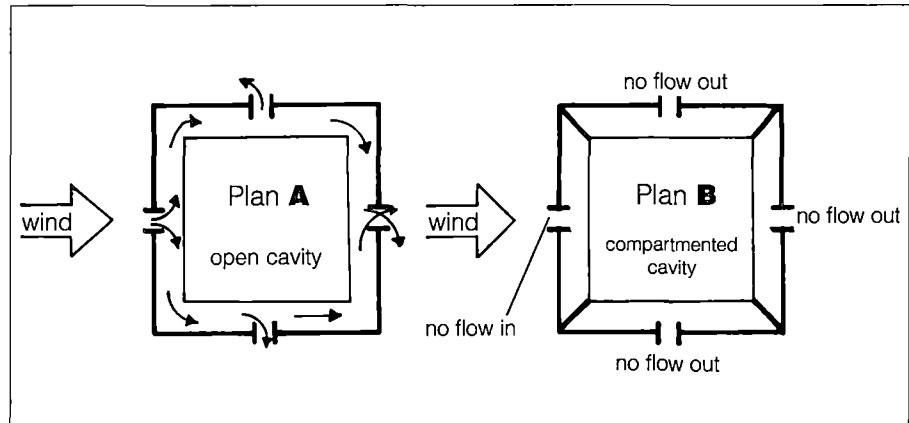 no flow out
wind
Plan A
open cavity
wind
Plan B
compartmented
cavity
no flow out
no flow in
no flow out